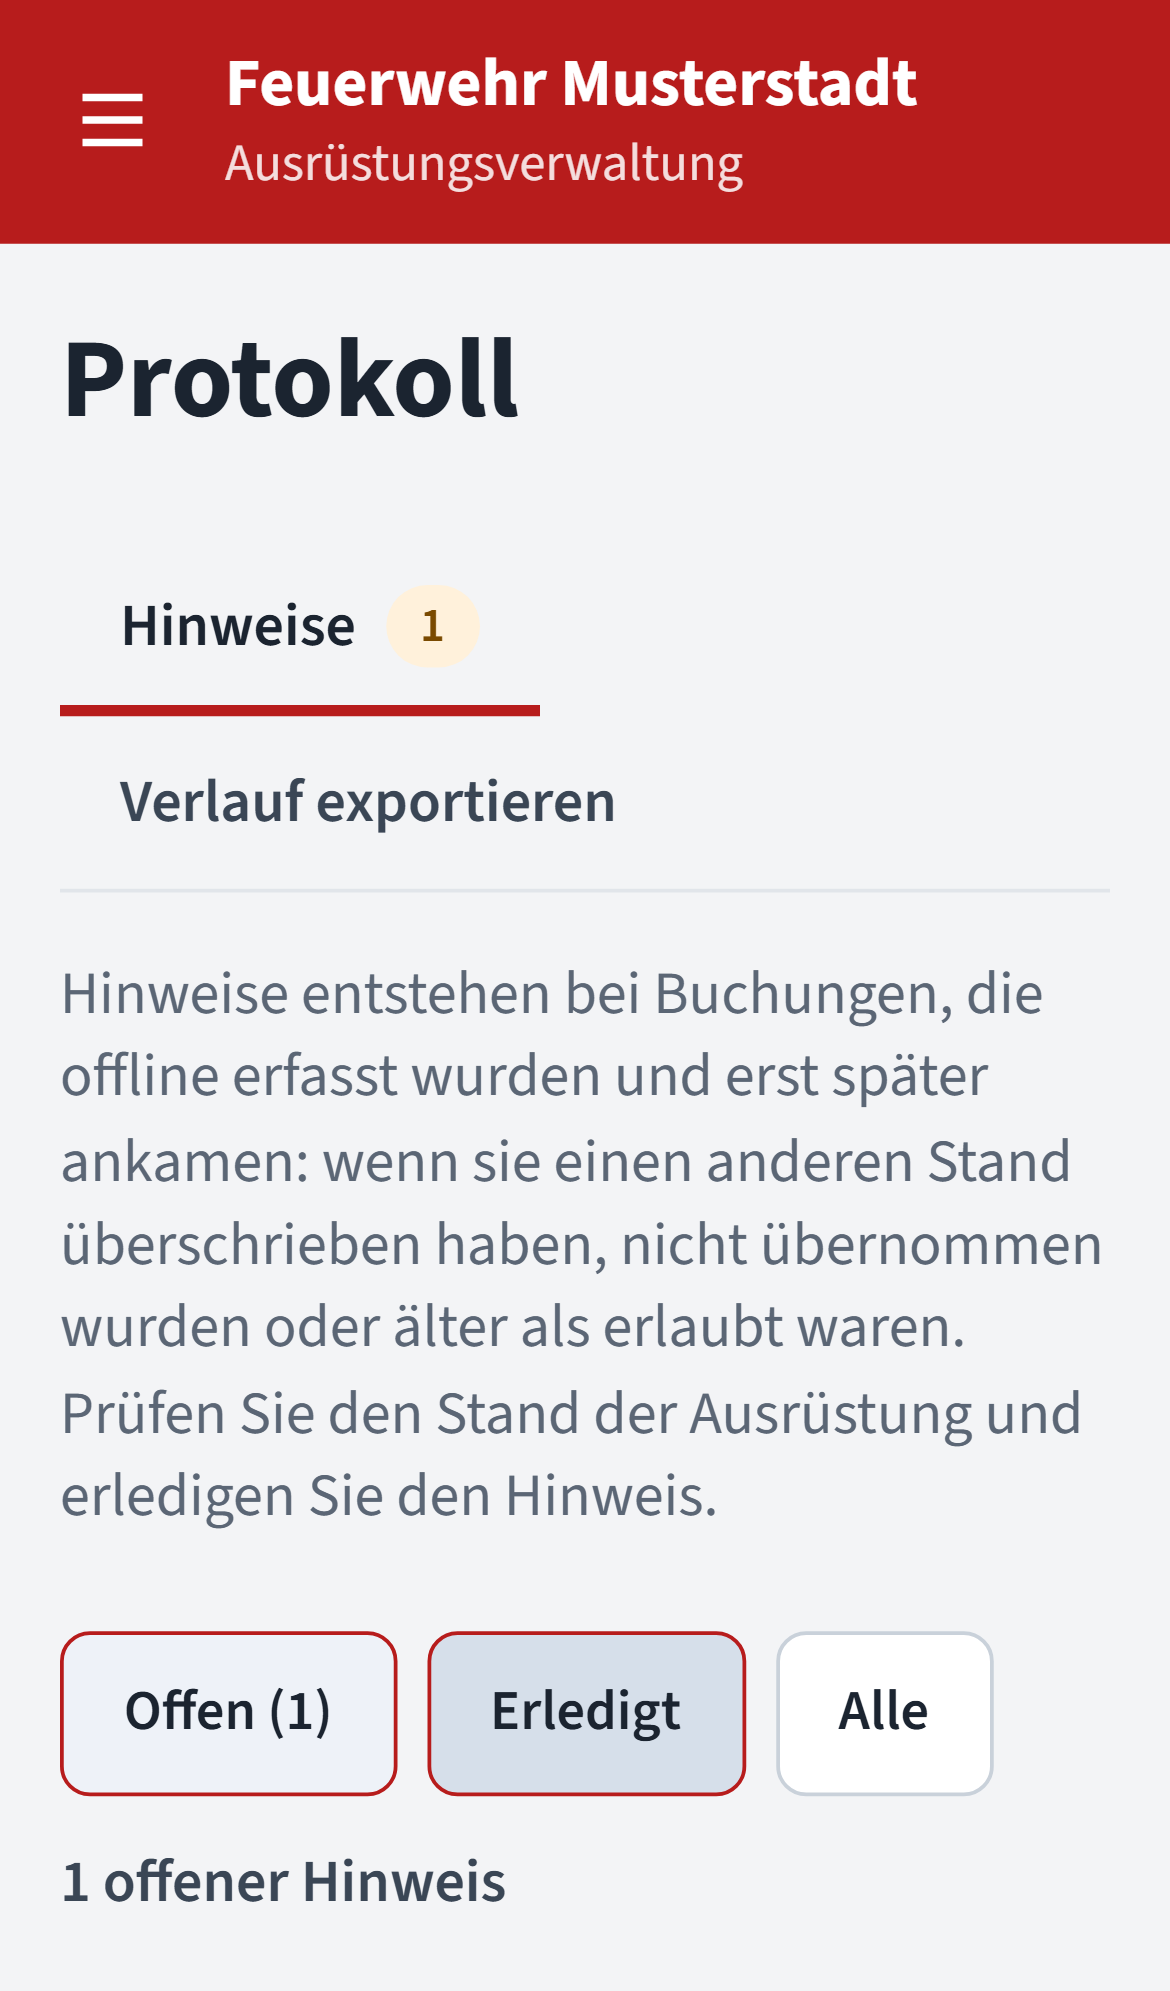 Feuerwehr Musterstadt
Ausrüstungsverwaltung
Protokoll
Hinweise 1
Verlauf exportieren
Hinweise entstehen bei Buchungen, die
offline erfasst wurden und erst später
ankamen: wenn sie einen anderen Stand
überschrieben haben, nicht übernommen
wurden oder älter als erlaubt waren.
Prüfen Sie den Stand der Ausrüstung und
erledigen Sie den Hinweis.
Offen (1) Erledigt Alle
1 offener Hinweis